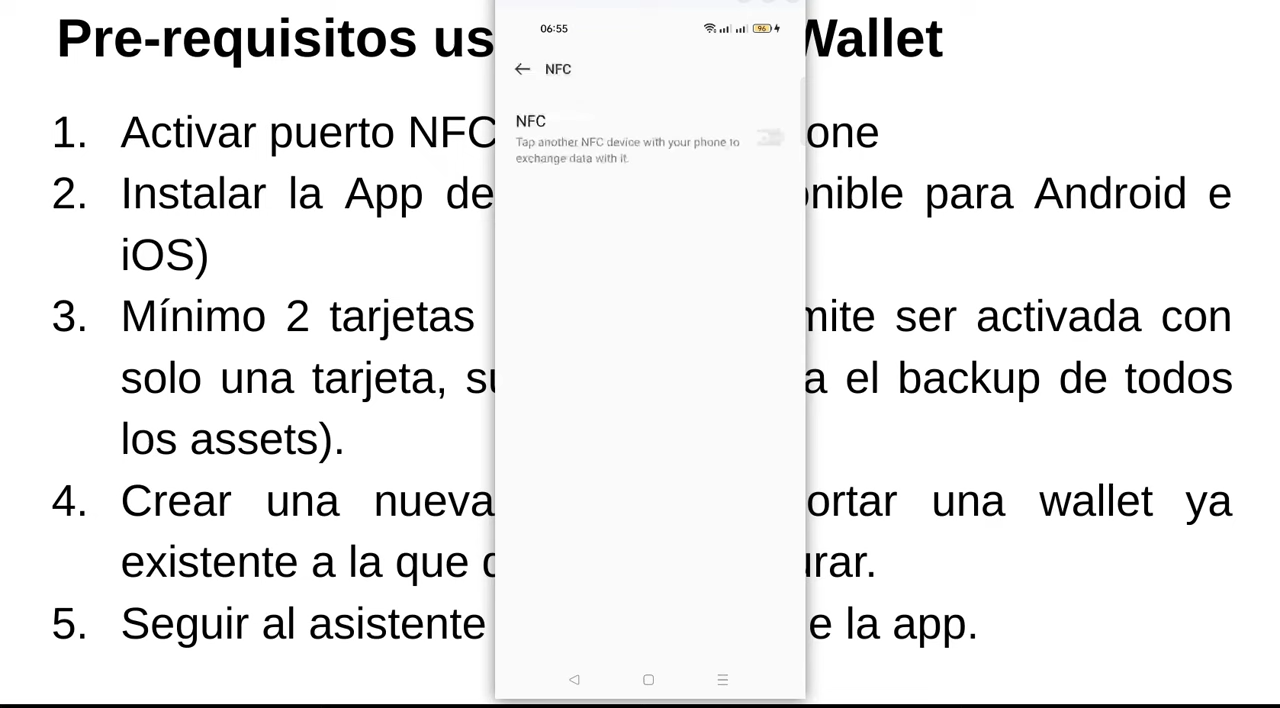 Pre-requisitos us
Wallet
1. Activar puerto NFC
one
2. Instalar la App de
onible para Android e
iOS)
3. Mínimo 2 tarjetas
mite ser activada con
solo una tarjeta, su
a el backup de todos
los assets).
4. Crear una nueva
ortar una wallet ya
existente a la que
urar.
5. Seguir al asistente
e la app.
06:55
96
NFC
NFC
Tap another NFC device with your phone to
exchange data with it.